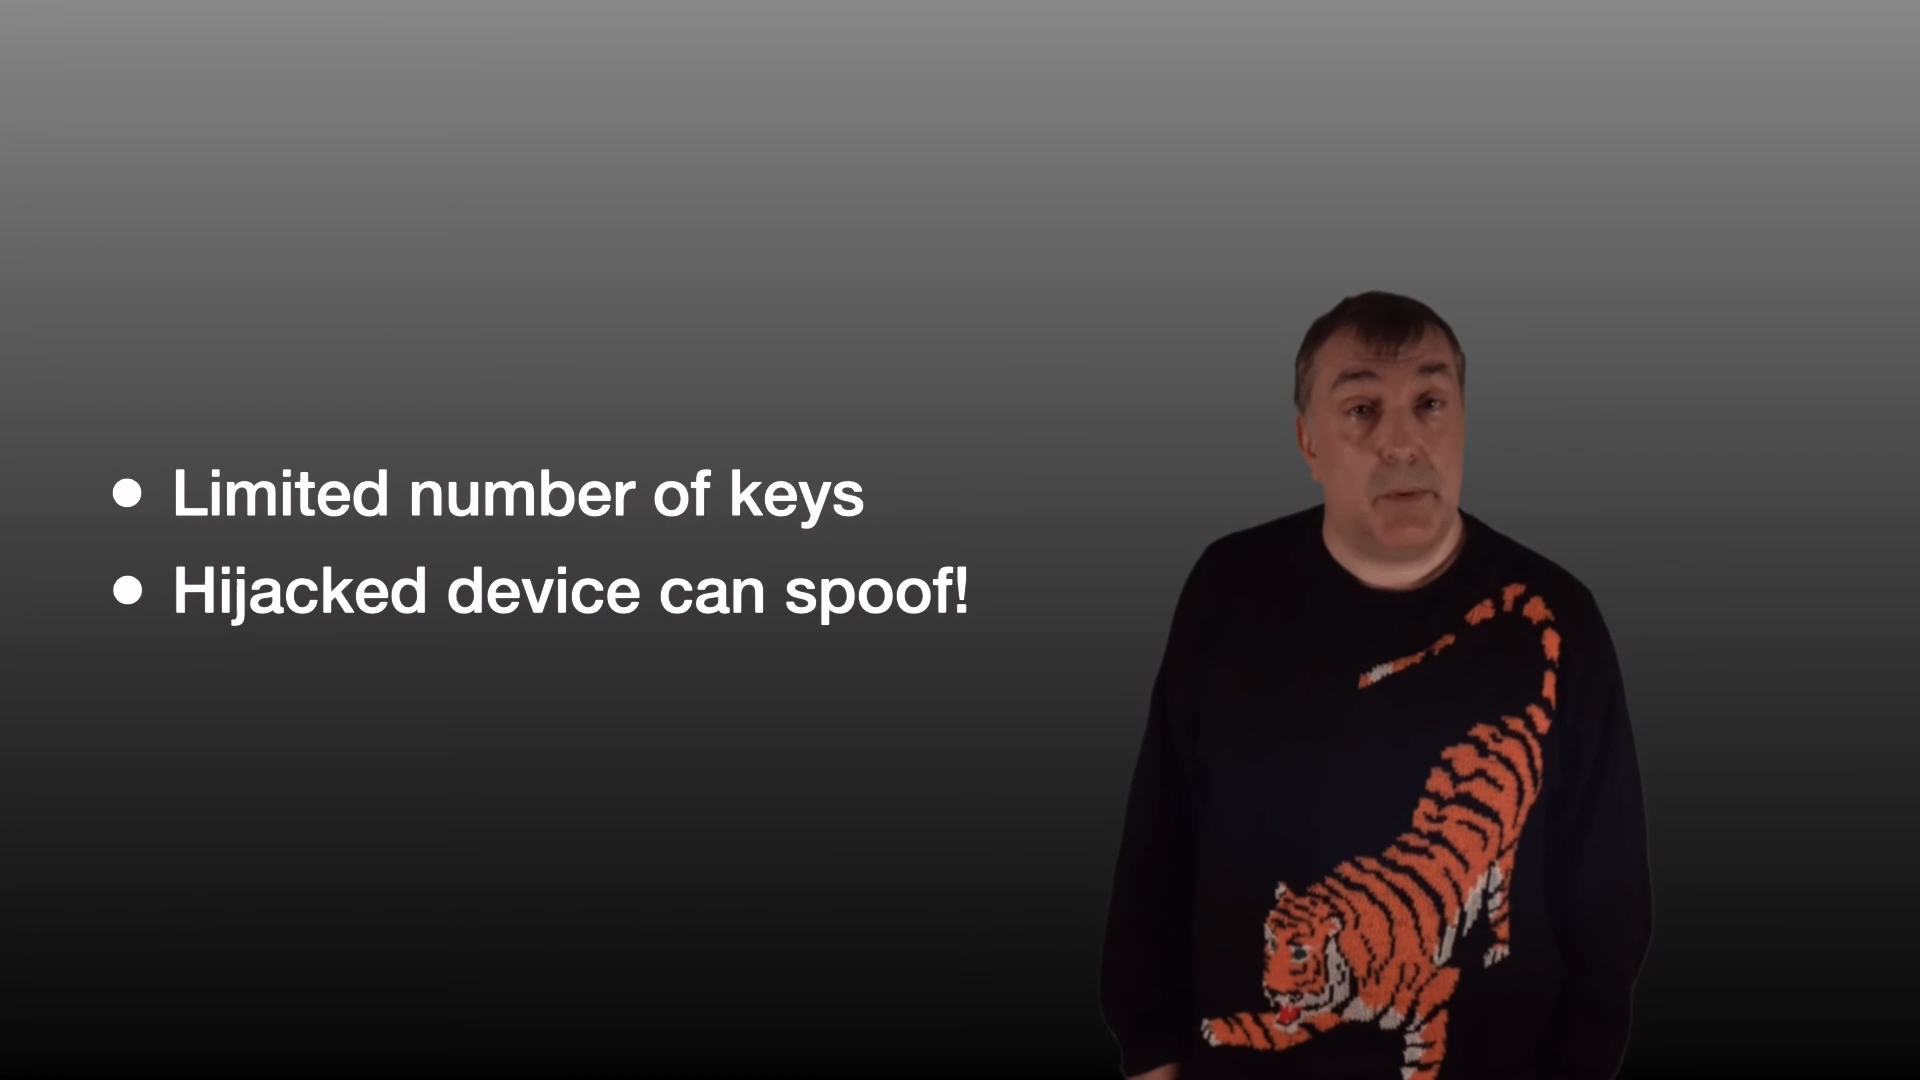 • Limited number of keys
• Hijacked device can spoof!